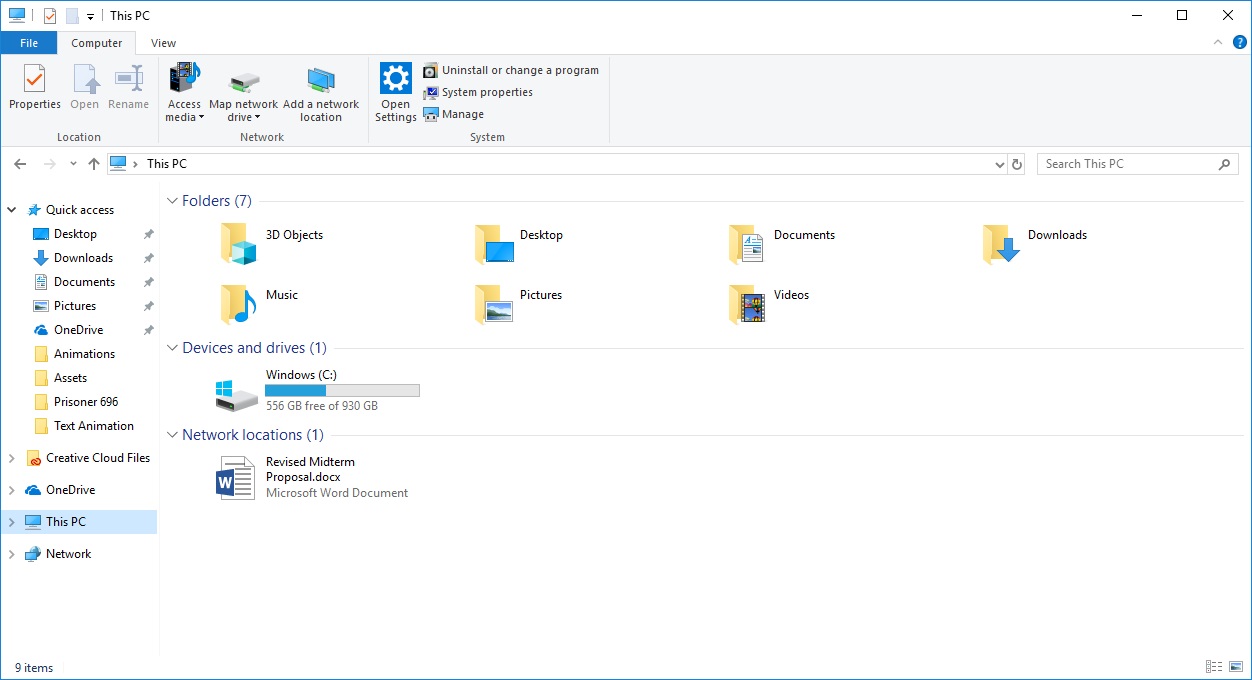 This PC
File Computer View
Uninstall or change a program
System properties
Manage
Properties Open Rename
Access media
Map network drive
Add a network location
Open Settings
Location Network System
This PC
Search This PC
Quick access
Desktop
Downloads
Documents
Pictures
OneDrive
Animations
Assets
Prisoner 696
Text Animation
Creative Cloud Files
OneDrive
This PC
Network
Folders (7)
3D Objects Desktop Documents Downloads
Music Pictures Videos
Devices and drives (1)
Windows (C:)
556 GB free of 930 GB
Network locations (1)
Revised Midterm
Proposal.docx
Microsoft Word Document
9 items